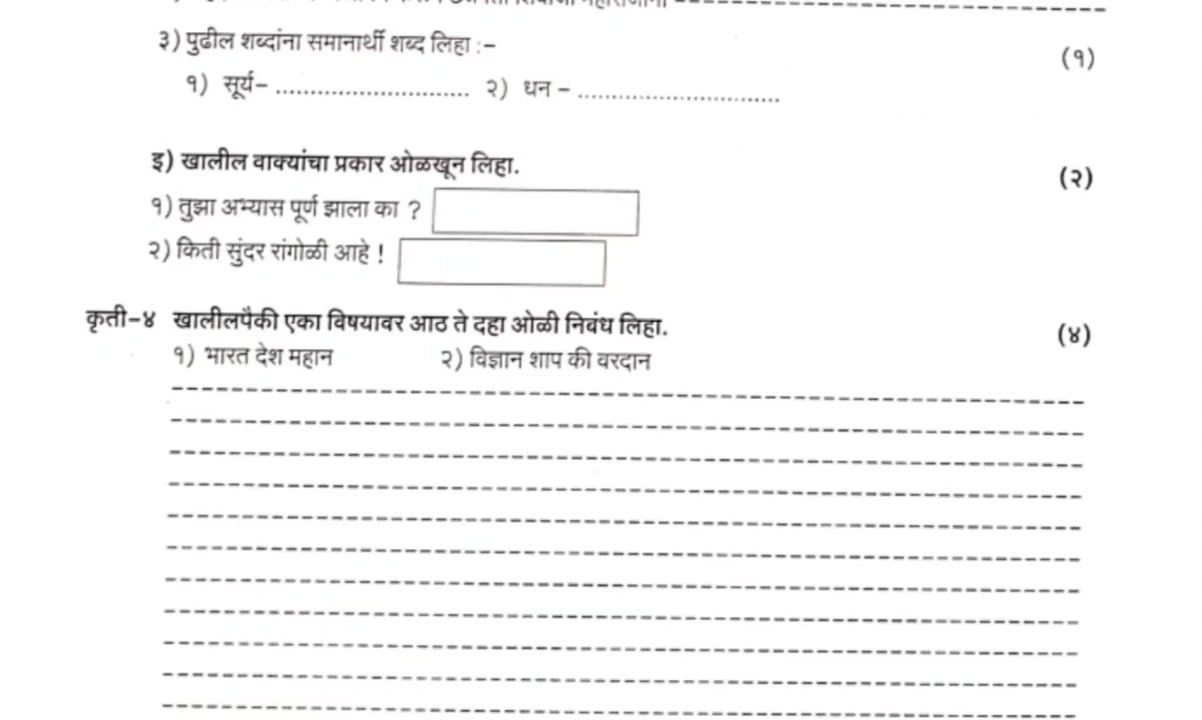 ३) पुढील शब्दांना समानार्थी शब्द लिहा :- (१)
१) सूर्य- ............................ २) धन - .............................
इ) खालील वाक्यांचा प्रकार ओळखून लिहा. (२)
१) तुझा अभ्यास पूर्ण झाला का ?
२) किती सुंदर रांगोळी आहे !
कृती-४ खालीलपैकी एका विषयावर आठ ते दहा ओळी निबंध लिहा. (४)
१) भारत देश महान २) विज्ञान शाप की वरदान